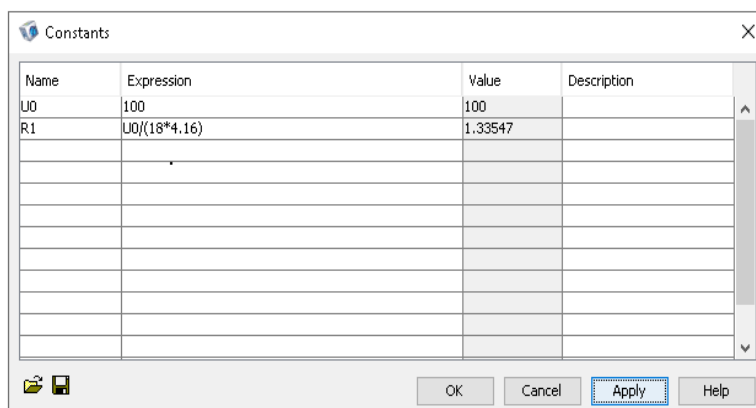 Constants
Name Expression Value Description
U0 100 100
R1 U0/(18*4.16) 1.33547
OK Cancel Apply Help